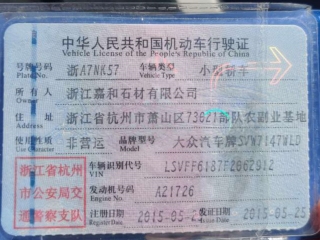 中华人民共和国机动车行驶证
Vehicle License of the People's Republic of China
号牌号码 浙A7NK57 车辆类型 小型轿车
Plate No. Vehicle Type
所有人 浙江嘉和石材有限公司
Owner
住址 浙江省杭州市萧山区73621部队农副业基地
Address
使用性质 非营运 品牌型号 大众汽车牌SVW7147WLD
Use Character Model
浙江省杭州 车辆识别代号 LSVFF6187F2062912
VIN
市公安局交 发动机号码 A21726
Engine No.
通警察支队 注册日期 2015-05-25 发证日期 2015-05-25
Register Date Issue Date